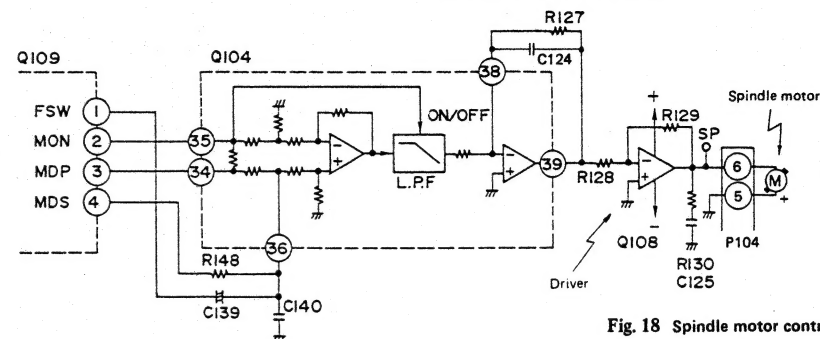 R127
Q109
Q104
C124
38
FSW 1
ON/OFF
+
R129
Spindle motor
MON 2
35
SP
MDP 3
34
39
6
L.P.F
R128
M
MDS 4
5
+
36
Q108
P104
R148
Driver
R130
C125
C139
C140
Fig. 18 Spindle motor cont